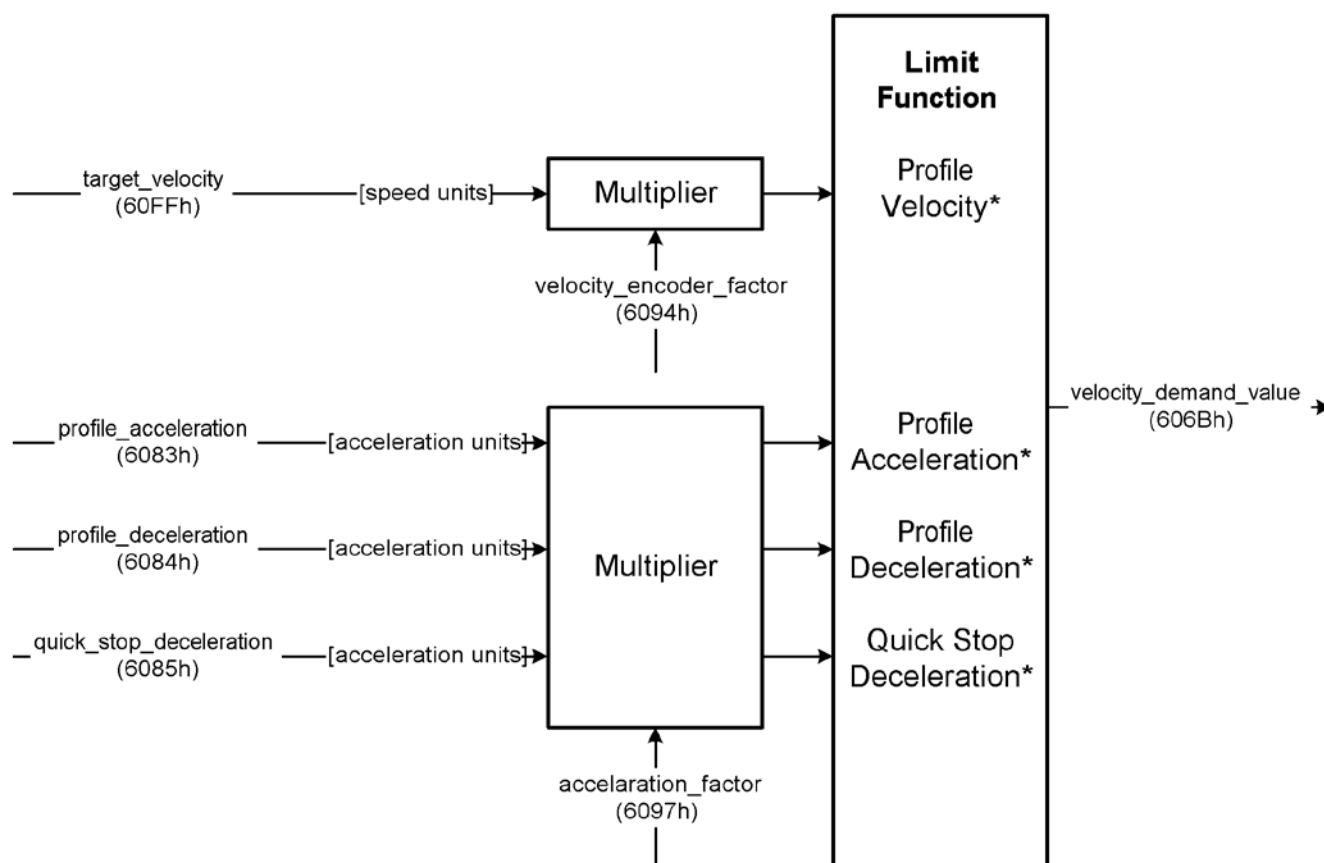 Limit
Function
target_velocity
(60FFh)
[speed units]
Multiplier
Profile
Velocity*
velocity_encoder_factor
(6094h)
velocity_demand_value
(606Bh)
profile_acceleration
(6083h)
[acceleration units]
Profile
Acceleration*
profile_deceleration
(6084h)
[acceleration units]
Multiplier
Profile
Deceleration*
quick_stop_deceleration
(6085h)
[acceleration units]
Quick Stop
Deceleration*
accelaration_factor
(6097h)